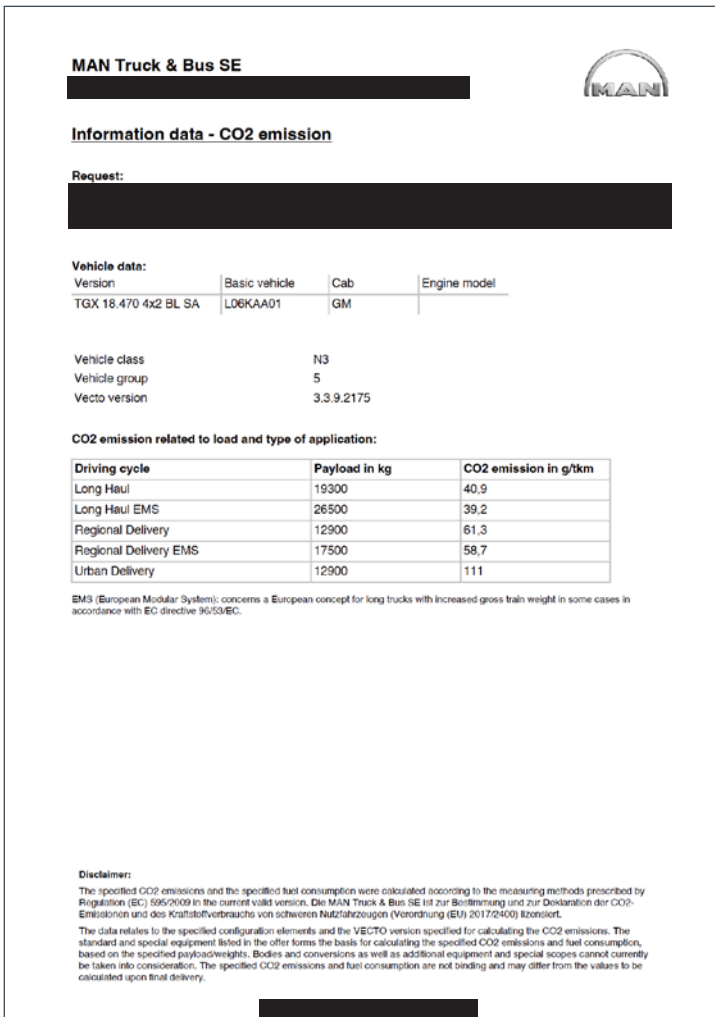 MAN Truck & Bus SE
MAN
Information data - CO2 emission
Request:
Vehicle data:
Version Basic vehicle Cab Engine model
TGX 18.470 4x2 BL SA L06KAA01 GM
Vehicle class N3
Vehicle group 5
Vecto version 3.3.9.2175
CO2 emission related to load and type of application:
Driving cycle Payload in kg CO2 emission in g/tkm
Long Haul 19300 40,9
Long Haul EMS 26500 39,2
Regional Delivery 12900 61,3
Regional Delivery EMS 17500 58,7
Urban Delivery 12900 111
EMS (European Modular System): concerns a European concept for long trucks with increased gross train weight in some cases in
accordance with EC directive 96/53/EC.
Disclaimer:
The specified CO2 emissions and the specified fuel consumption were calculated according to the measuring methods prescribed by
Regulation (EC) 595/2009 in the current valid version. Die MAN Truck & Bus SE ist zur Bestimmung und zur Deklaration der CO2-
Emissionen und des Kraftstoffverbrauchs von schweren Nutzfahrzeugen (Verordnung (EU) 2017/2400) lizensiert.
The data relates to the specified configuration elements and the VECTO version specified for calculating the CO2 emissions. The
standard and special equipment listed in the offer forms the basis for calculating the specified CO2 emissions and fuel consumption,
based on the specified payload/weights. Bodies and conversions as well as additional equipment and special scopes cannot currently
be taken into consideration. The specified CO2 emissions and fuel consumption are not binding and may differ from the values to be
calculated upon final delivery.